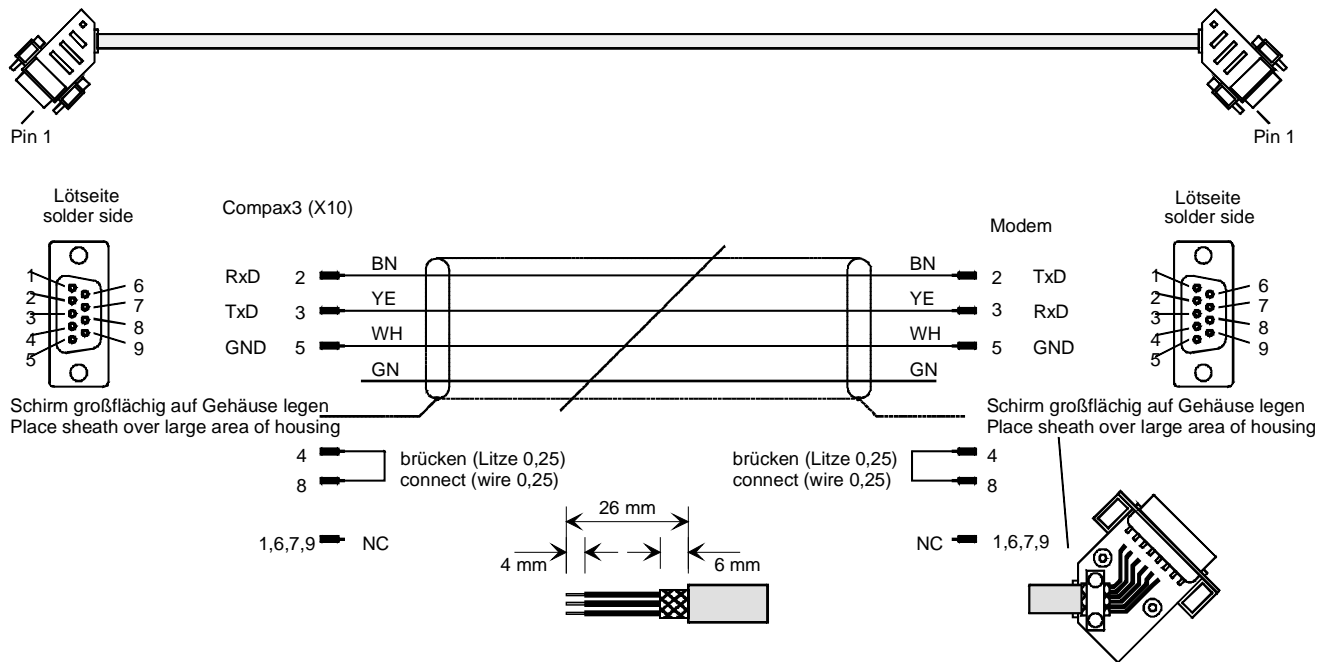 Pin 1
Pin 1
Lötseite
solder side
Compax3 (X10)
Modem
Lötseite
solder side
1
2
3
4
5
6
7
8
9
RxD 2 BN BN 2 TxD
TxD 3 YE YE 3 RxD
GND 5 WH WH 5 GND
GN GN
1
2
3
4
5
6
7
8
9
Schirm großflächig auf Gehäuse legen
Place sheath over large area of housing
Schirm großflächig auf Gehäuse legen
Place sheath over large area of housing
4
8
brücken (Litze 0,25)
connect (wire 0,25)
brücken (Litze 0,25)
connect (wire 0,25)
4
8
1,6,7,9 NC
26 mm
4 mm
6 mm
NC 1,6,7,9